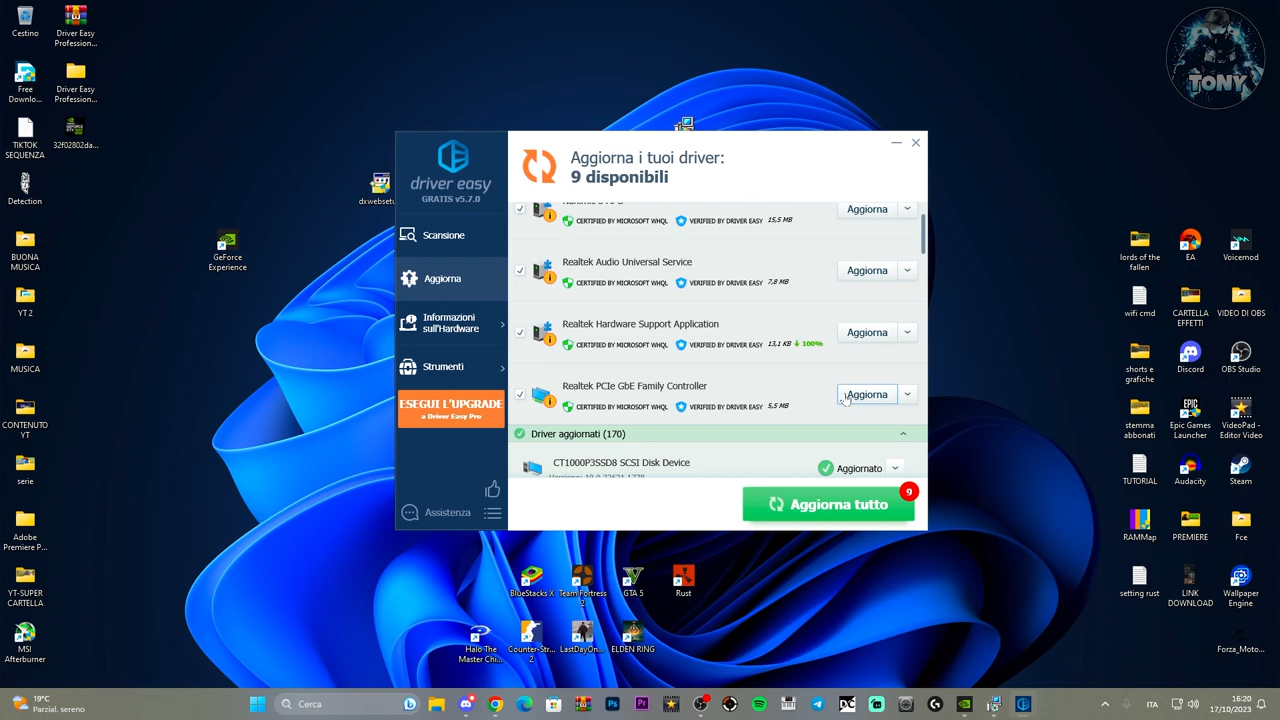 Cestino
Driver Easy
Profession...
Free
Downlo...
Driver Easy
Profession...
TIKTOK
SEQUENZA
32f02802da...
Detection
dxwebsetu
BUONA
MUSICA
GeForce
Experience
YT 2
MUSICA
CONTENUTO
YT
serie
Adobe
Premiere P...
YT-SUPER
CARTELLA
MSI
Afterburner
TONY
driver easy
GRATIS v5.7.0
Scansione
Aggiorna
Informazioni
sull'Hardware
Strumenti
ESEGUI L'UPGRADE
a Driver Easy Pro
Assistenza
Aggiorna i tuoi driver:
9 disponibili
Aggiorna
CERTIFIED BY MICROSOFT WHQL VERIFIED BY DRIVER EASY 15,5 MB
Realtek Audio Universal Service
Aggiorna
CERTIFIED BY MICROSOFT WHQL VERIFIED BY DRIVER EASY 7,8 MB
Realtek Hardware Support Application
Aggiorna
CERTIFIED BY MICROSOFT WHQL VERIFIED BY DRIVER EASY 13,1 KB 100%
Realtek PCIe GbE Family Controller
Aggiorna
CERTIFIED BY MICROSOFT WHQL VERIFIED BY DRIVER EASY 5,5 MB
Driver aggiornati (170)
CT1000P3SSD8 SCSI Disk Device
Aggiornato
Aggiorna tutto
9
lords of the
fallen
EA
Voicemod
wifi cmd
CARTELLA
EFFETTI
VIDEO DI OBS
shorts e
grafiche
Discord
OBS Studio
stemma
abbonati
Epic Games
Launcher
VideoPad -
Editor Video
TUTORIAL
Audacity
Steam
RAMMap
PREMIERE
Fce
setting rust
LINK
DOWNLOAD
Wallpaper
Engine
Forza_Moto...
BlueStacks X
Team Fortress
2
GTA 5
Rust
Halo The
Master Chi...
Counter-Str...
2
LastDayOn...
ELDEN RING
19°C
Parzial. sereno
Cerca
ITA
16:20
17/10/2023